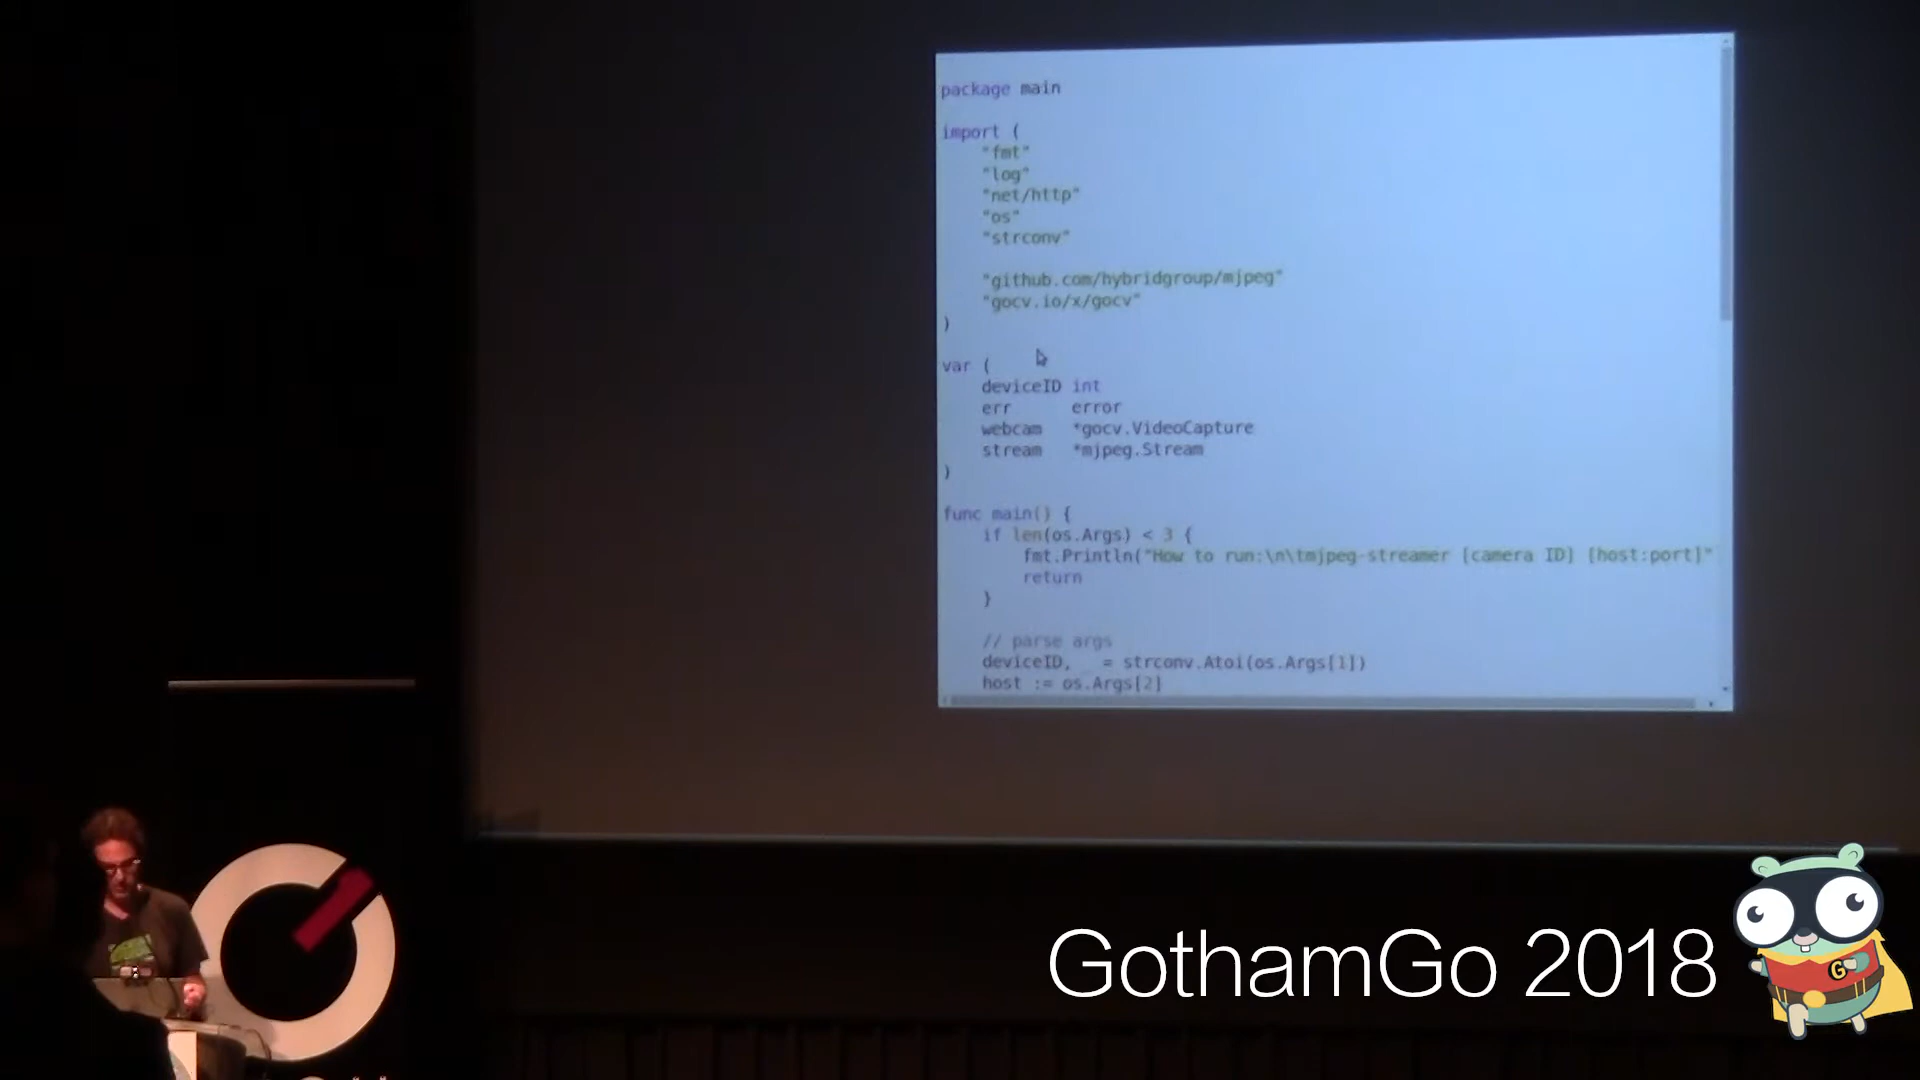 package main
import (
"fmt"
"log"
"net/http"
"os"
"strconv"
"github.com/hybridgroup/mjpeg"
"gocv.io/x/gocv"
)
var (
deviceID int
err error
webcam *gocv.VideoCapture
stream *mjpeg.Stream
)
func main() {
if len(os.Args) < 3 {
fmt.Println("How to run:\n\tmjpeg-streamer [camera ID] [host:port]"
return
}
// parse args
deviceID, _ = strconv.Atoi(os.Args[1])
host := os.Args[2]
GothamGo 2018
G